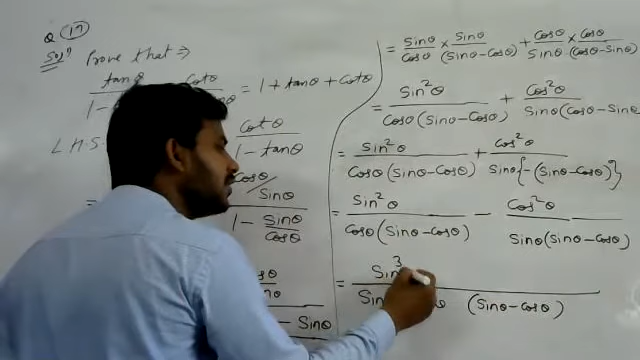 Q (17)
Sol? Prove that ⇒
tanθ / 1 - cotθ = 1 + tanθ + cotθ
L.H.S. cotθ / 1 - tanθ
= cosθ / sinθ
1 - sinθ / cosθ
- sinθ
= sinθ/cosθ × sinθ/(sinθ-cosθ) + cosθ/sinθ × cosθ/(cosθ-sinθ)
= sin²θ / cosθ(sinθ-cosθ) + cos²θ / sinθ(cosθ-sinθ
= sin²θ / cosθ(sinθ-cosθ) + cos²θ / sinθ{-(sinθ-cosθ)}
= sin²θ / cosθ(sinθ-cosθ) - cos²θ / sinθ(sinθ-cosθ)
= sin³ / sin (sinθ-cosθ)